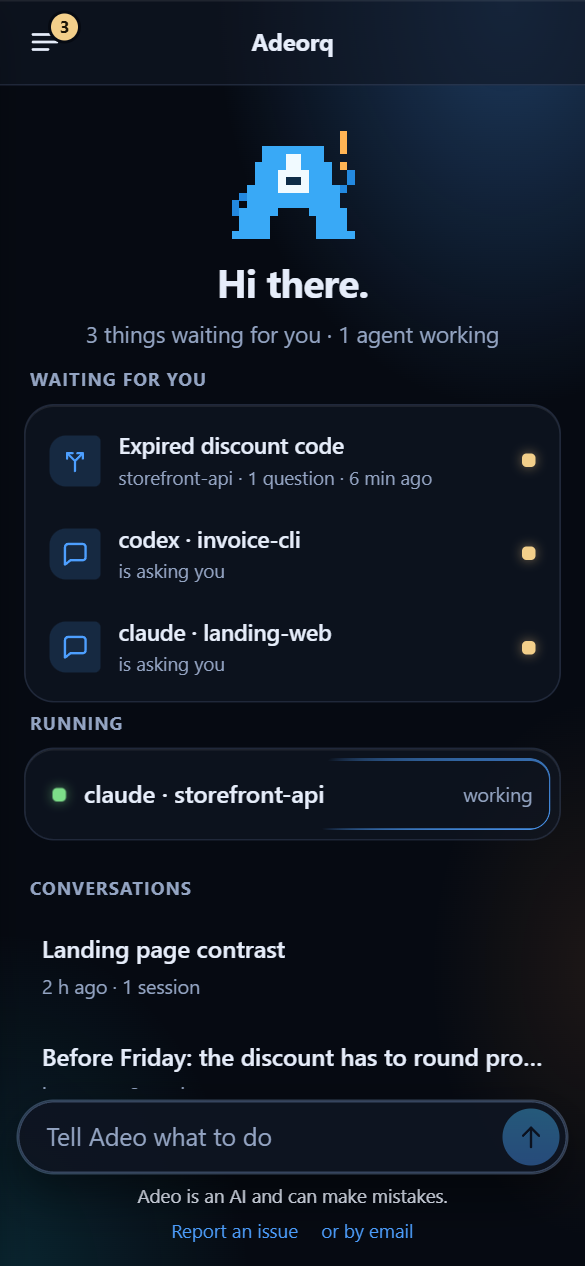 3
Adeorq
Hi there.
3 things waiting for you · 1 agent working
WAITING FOR YOU
Expired discount code
storefront-api · 1 question · 6 min ago
codex · invoice-cli
is asking you
claude · landing-web
is asking you
RUNNING
claude · storefront-api
working
CONVERSATIONS
Landing page contrast
2 h ago · 1 session
Before Friday: the discount has to round pro...
Tell Adeo what to do
Adeo is an AI and can make mistakes.
Report an issue or by email